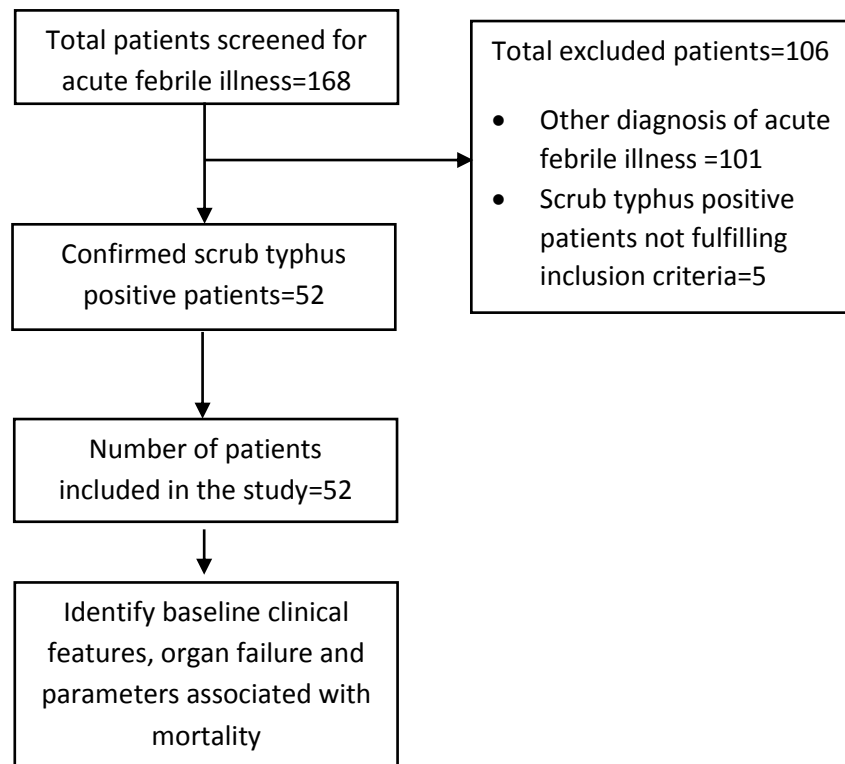 Total patients screened for
acute febrile illness=168
Total excluded patients=106
• Other diagnosis of acute
febrile illness =101
• Scrub typhus positive
patients not fulfilling
inclusion criteria=5
Confirmed scrub typhus
positive patients=52
Number of patients
included in the study=52
Identify baseline clinical
features, organ failure and
parameters associated with
mortality